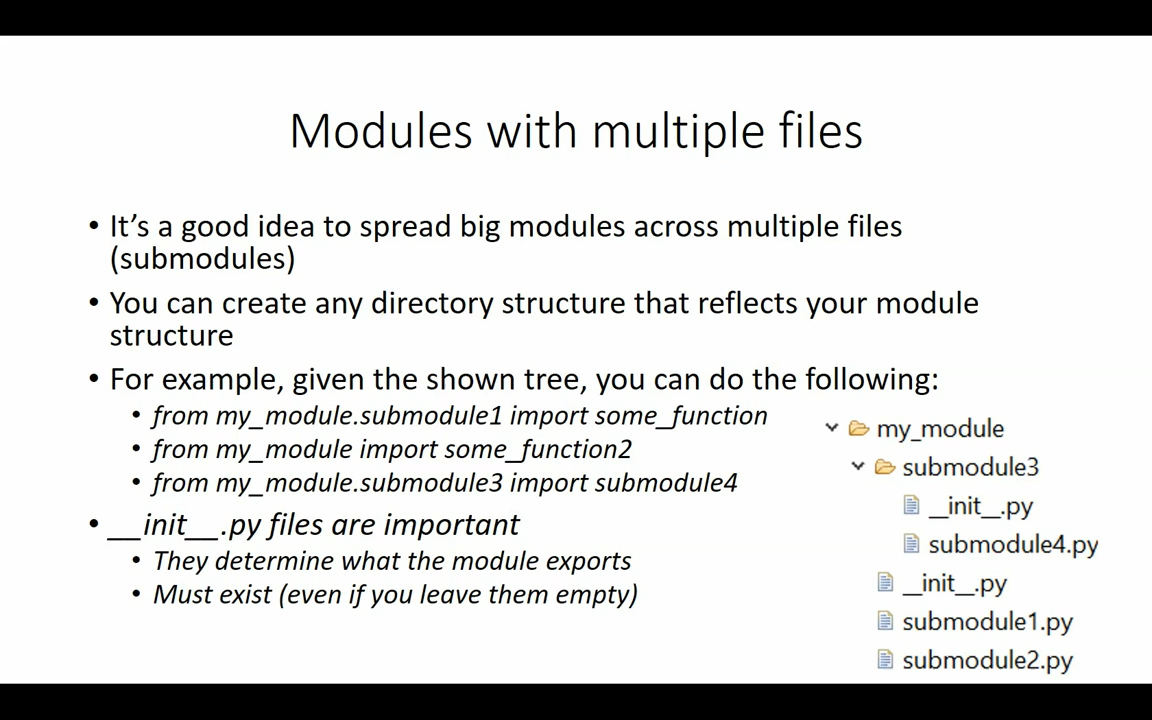 Modules with multiple files
• It’s a good idea to spread big modules across multiple files
(submodules)
• You can create any directory structure that reflects your module
structure
• For example, given the shown tree, you can do the following:
• from my_module.submodule1 import some_function
• from my_module import some_function2
• from my_module.submodule3 import submodule4
• __init__.py files are important
• They determine what the module exports
• Must exist (even if you leave them empty)
my_module
submodule3
__init__.py
submodule4.py
__init__.py
submodule1.py
submodule2.py